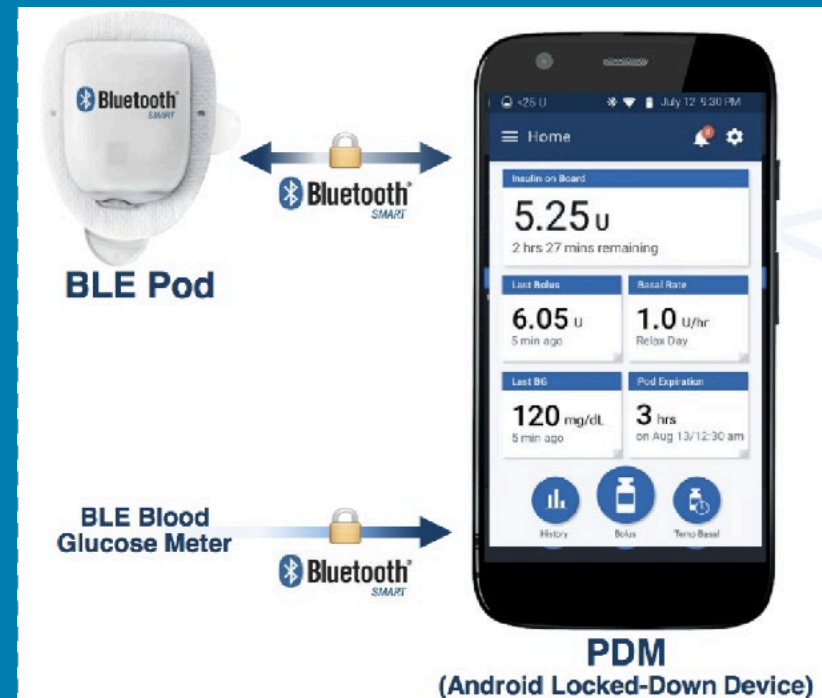 Bluetooth®
SMART
BLE Pod
Bluetooth®
SMART
BLE Blood
Glucose Meter
Bluetooth®
SMART
<25 U July 12 9:30 PM
Home
Insulin on Board
5.25 U
2 hrs 27 mins remaining
Last Bolus
6.05 U
5 min ago
Basal Rate
1.0 U/hr
Relax Day
Last BG
120 mg/dL
5 min ago
Pod Expiration
3 hrs
on Aug 13/12:30 am
History
Bolus
Temp Basal
PDM
(Android Locked-Down Device)